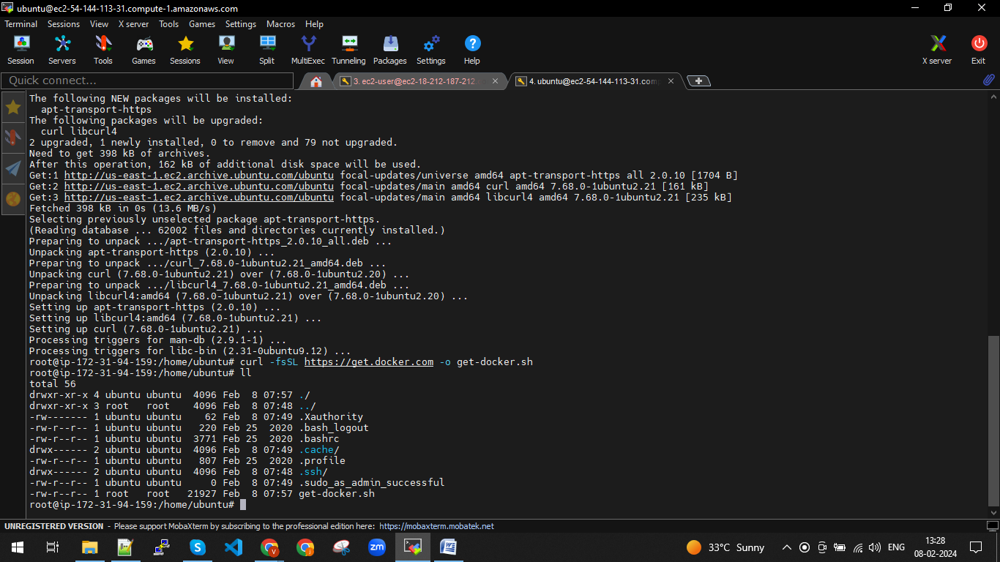 ubuntu@ec2-54-144-113-31.compute-1.amazonaws.com
Terminal Sessions View X server Tools Games Settings Macros Help
Session Servers Tools Games Sessions View Split MultiExec Tunneling Packages Settings Help X server Exit
Quick connect...
3. ec2-user@ec2-18-212-187-212.
4. ubuntu@ec2-54-144-113-31.com
The following NEW packages will be installed:
  apt-transport-https
The following packages will be upgraded:
  curl libcurl4
2 upgraded, 1 newly installed, 0 to remove and 79 not upgraded.
Need to get 398 kB of archives.
After this operation, 162 kB of additional disk space will be used.
Get:1 http://us-east-1.ec2.archive.ubuntu.com/ubuntu focal-updates/universe amd64 apt-transport-https all 2.0.10 [1704 B]
Get:2 http://us-east-1.ec2.archive.ubuntu.com/ubuntu focal-updates/main amd64 curl amd64 7.68.0-1ubuntu2.21 [161 kB]
Get:3 http://us-east-1.ec2.archive.ubuntu.com/ubuntu focal-updates/main amd64 libcurl4 amd64 7.68.0-1ubuntu2.21 [235 kB]
Fetched 398 kB in 0s (13.6 MB/s)
Selecting previously unselected package apt-transport-https.
(Reading database ... 62002 files and directories currently installed.)
Preparing to unpack .../apt-transport-https_2.0.10_all.deb ...
Unpacking apt-transport-https (2.0.10) ...
Preparing to unpack .../curl_7.68.0-1ubuntu2.21_amd64.deb ...
Unpacking curl (7.68.0-1ubuntu2.21) over (7.68.0-1ubuntu2.20) ...
Preparing to unpack .../libcurl4_7.68.0-1ubuntu2.21_amd64.deb ...
Unpacking libcurl4:amd64 (7.68.0-1ubuntu2.21) over (7.68.0-1ubuntu2.20) ...
Setting up apt-transport-https (2.0.10) ...
Setting up libcurl4:amd64 (7.68.0-1ubuntu2.21) ...
Setting up curl (7.68.0-1ubuntu2.21) ...
Processing triggers for man-db (2.9.1-1) ...
Processing triggers for libc-bin (2.31-0ubuntu9.12) ...
root@ip-172-31-94-159:/home/ubuntu# curl -fsSL https://get.docker.com -o get-docker.sh
root@ip-172-31-94-159:/home/ubuntu# ll
total 56
drwxr-xr-x 4 ubuntu ubuntu  4096 Feb  8 07:57 ./
drwxr-xr-x 3 root   root    4096 Feb  8 07:48 ../
-rw------- 1 ubuntu ubuntu    62 Feb  8 07:49 .Xauthority
-rw-r--r-- 1 ubuntu ubuntu   220 Feb 25  2020 .bash_logout
-rw-r--r-- 1 ubuntu ubuntu  3771 Feb 25  2020 .bashrc
drwx------ 2 ubuntu ubuntu  4096 Feb  8 07:49 .cache/
-rw-r--r-- 1 ubuntu ubuntu   807 Feb 25  2020 .profile
drwx------ 2 ubuntu ubuntu  4096 Feb  8 07:48 .ssh/
-rw-r--r-- 1 ubuntu ubuntu     0 Feb  8 07:49 .sudo_as_admin_successful
-rw-r--r-- 1 root   root   21927 Feb  8 07:57 get-docker.sh
root@ip-172-31-94-159:/home/ubuntu#
UNREGISTERED VERSION - Please support MobaXterm by subscribing to the professional edition here: https://mobaxterm.mobatek.net
zm
33°C Sunny
ENG
13:28
08-02-2024